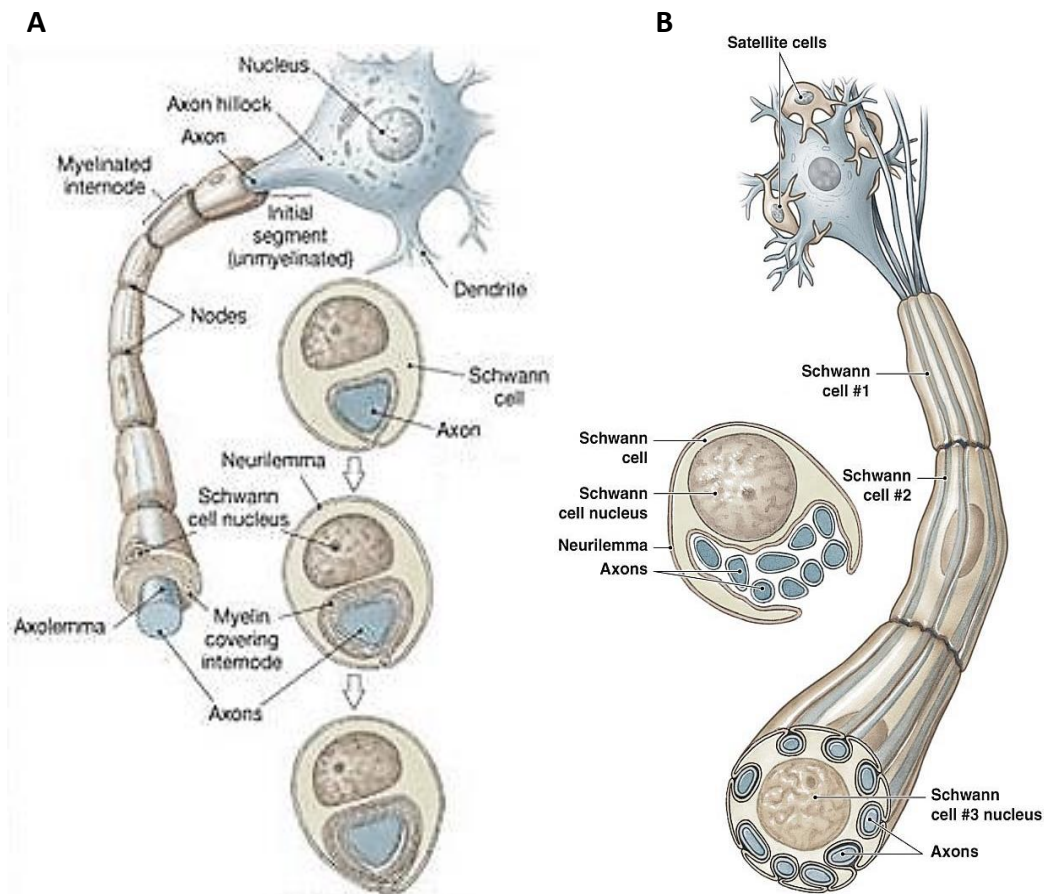 A
Nucleus
Axon hillock
Axon
Myelinated
internode
Initial
segment
(unmyelinated)
Dendrite
Nodes
Schwann
cell
Axon
Neurilemma
Schwann
cell nucleus
Axolemma
Myelin
covering
internode
Axons
B
Satellite cells
Schwann
cell #1
Schwann
cell
Schwann
cell #2
Schwann
cell nucleus
Neurilemma
Axons
Schwann
cell #3 nucleus
Axons